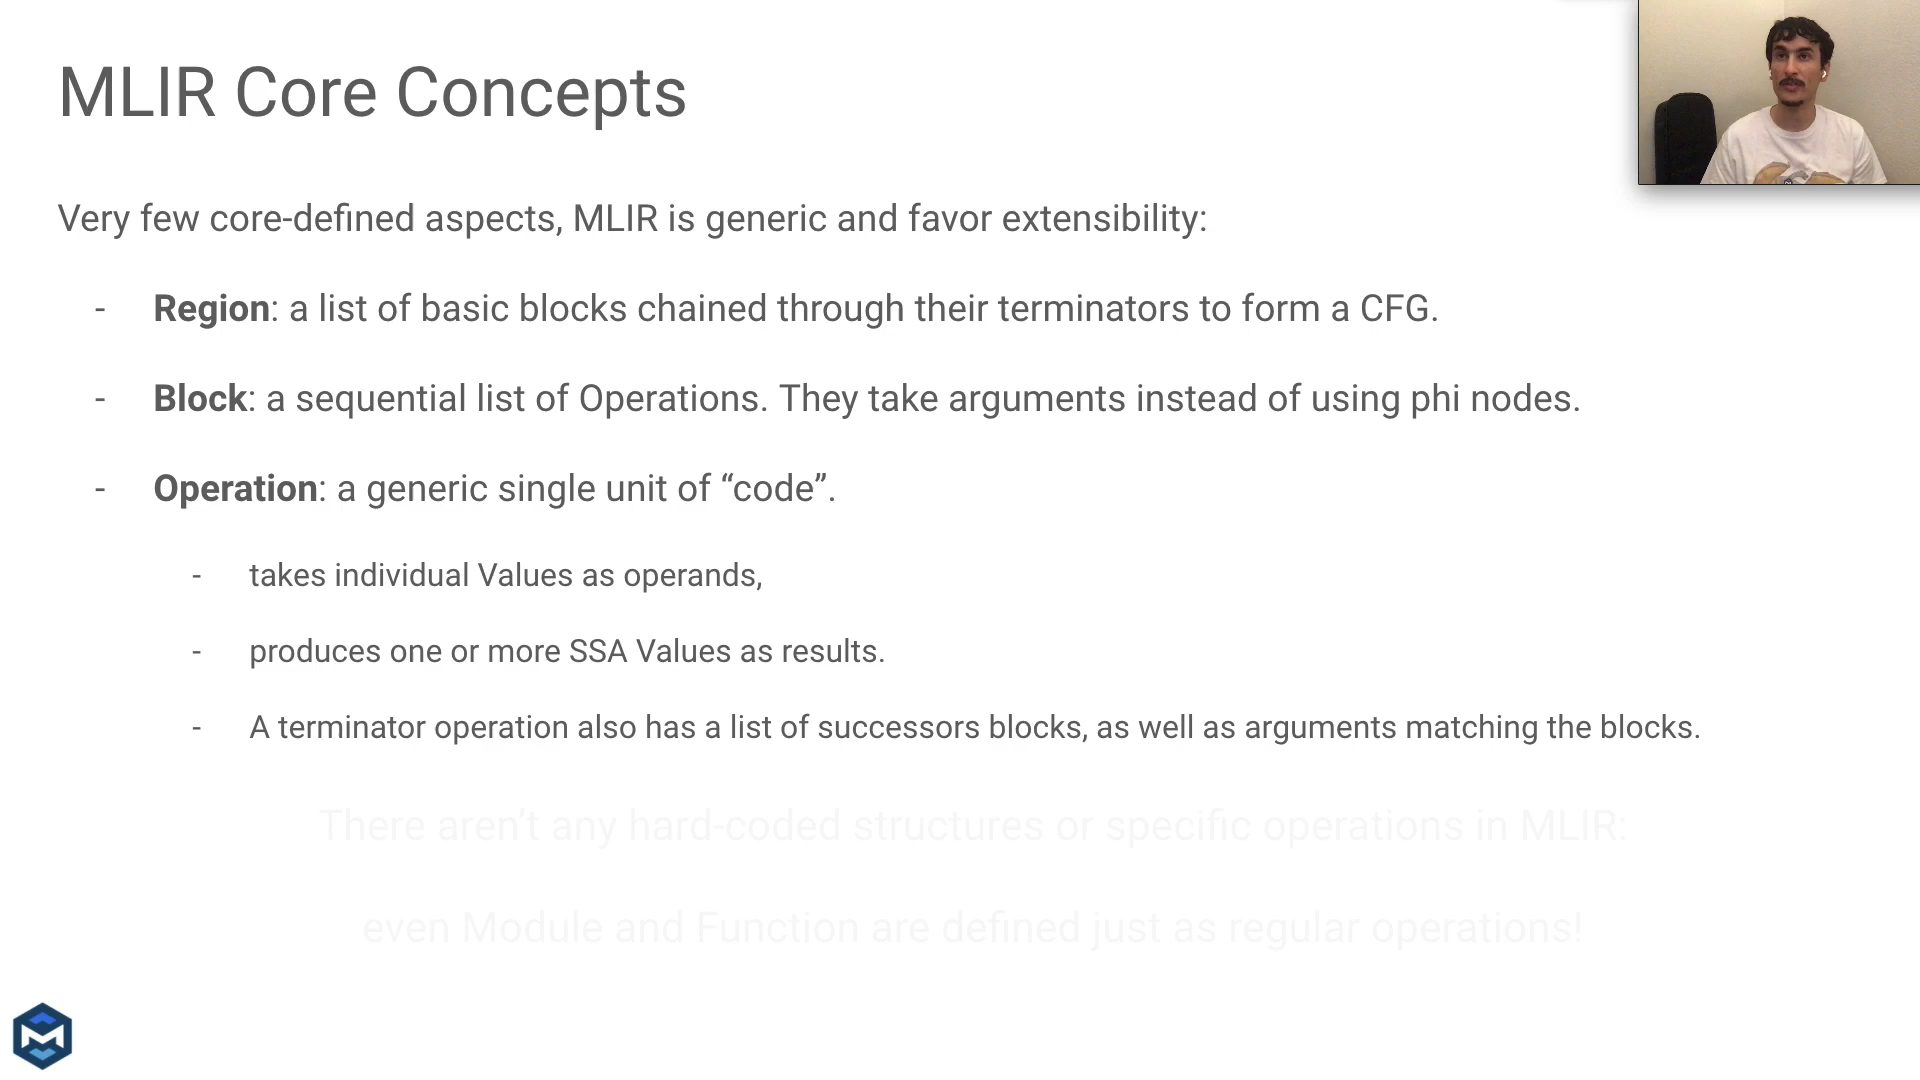 MLIR Core Concepts
Very few core-defined aspects, MLIR is generic and favor extensibility:
- Region: a list of basic blocks chained through their terminators to form a CFG.
- Block: a sequential list of Operations. They take arguments instead of using phi nodes.
- Operation: a generic single unit of “code”.
- takes individual Values as operands,
- produces one or more SSA Values as results.
- A terminator operation also has a list of successors blocks, as well as arguments matching the blocks.
There aren’t any hard-coded structures or specific operations in MLIR:
even Module and Function are defined just as regular operations!